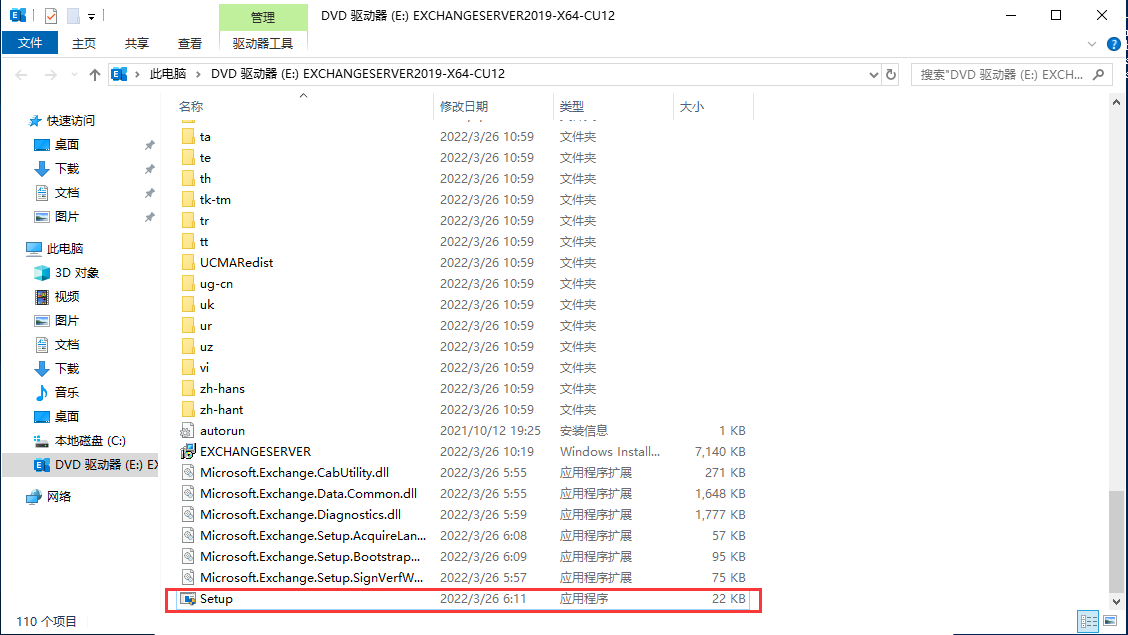 管理 DVD 驱动器 (E:) EXCHANGESERVER2019-X64-CU12
文件 主页 共享 查看 驱动器工具
此电脑 › DVD 驱动器 (E:) EXCHANGESERVER2019-X64-CU12 搜索"DVD 驱动器 (E:) EXCH...
快速访问
桌面
下载
文档
图片
此电脑
3D 对象
视频
图片
文档
下载
音乐
桌面
本地磁盘 (C:)
DVD 驱动器 (E:) EX
网络
名称 修改日期 类型 大小
ta 2022/3/26 10:59 文件夹
te 2022/3/26 10:59 文件夹
th 2022/3/26 10:59 文件夹
tk-tm 2022/3/26 10:59 文件夹
tr 2022/3/26 10:59 文件夹
tt 2022/3/26 10:59 文件夹
UCMARedist 2022/3/26 10:59 文件夹
ug-cn 2022/3/26 10:59 文件夹
uk 2022/3/26 10:59 文件夹
ur 2022/3/26 10:59 文件夹
uz 2022/3/26 10:59 文件夹
vi 2022/3/26 10:59 文件夹
zh-hans 2022/3/26 10:59 文件夹
zh-hant 2022/3/26 10:59 文件夹
autorun 2021/10/12 19:25 安装信息 1 KB
EXCHANGESERVER 2022/3/26 10:19 Windows Install... 7,140 KB
Microsoft.Exchange.CabUtility.dll 2022/3/26 5:55 应用程序扩展 271 KB
Microsoft.Exchange.Data.Common.dll 2022/3/26 5:55 应用程序扩展 1,648 KB
Microsoft.Exchange.Diagnostics.dll 2022/3/26 5:59 应用程序扩展 1,777 KB
Microsoft.Exchange.Setup.AcquireLan... 2022/3/26 6:08 应用程序扩展 57 KB
Microsoft.Exchange.Setup.Bootstrap... 2022/3/26 6:09 应用程序扩展 95 KB
Microsoft.Exchange.Setup.SignVerfW... 2022/3/26 5:57 应用程序扩展 75 KB
Setup 2022/3/26 6:11 应用程序 22 KB
110 个项目